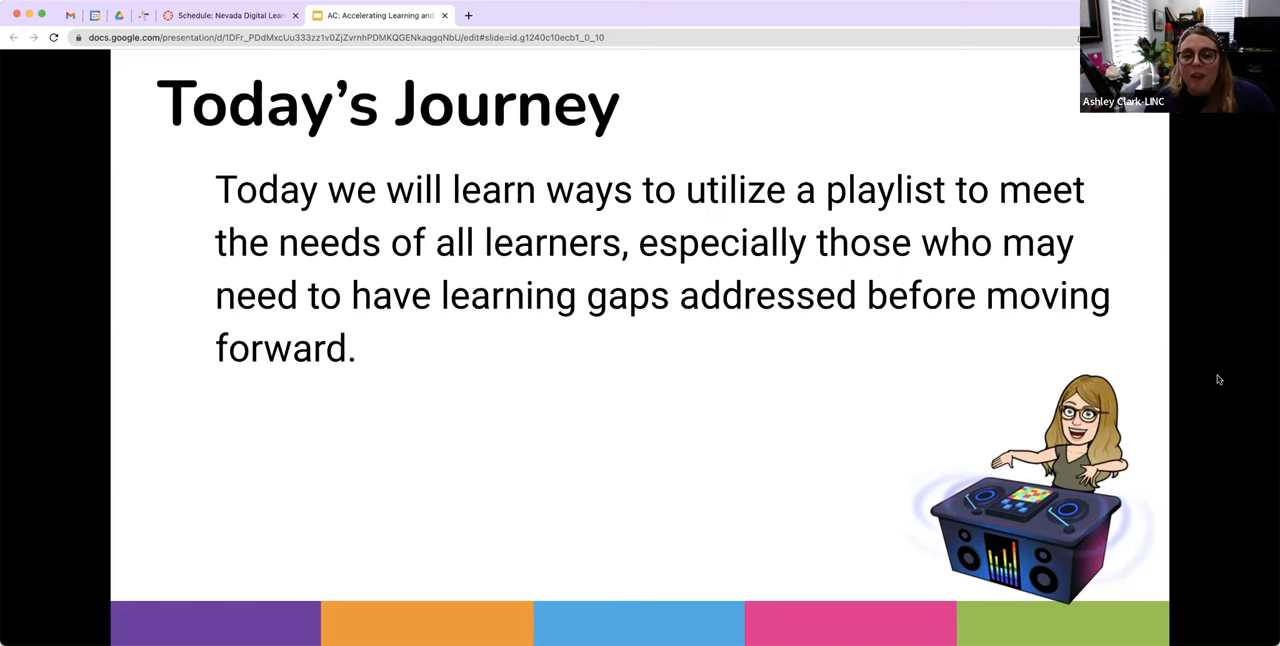 Schedule: Nevada Digital Lear
AC: Accelerating Learning and
docs.google.com/presentation/d/1DFr_PDdMxcUu333zz1v0ZjZvrnhPDMKQGENkaqgqNbU/edit#slide=id.g1240c10ecb1_0_10
Ashley Clark-LINC
Today's Journey
Today we will learn ways to utilize a playlist to meet
the needs of all learners, especially those who may
need to have learning gaps addressed before moving
forward.